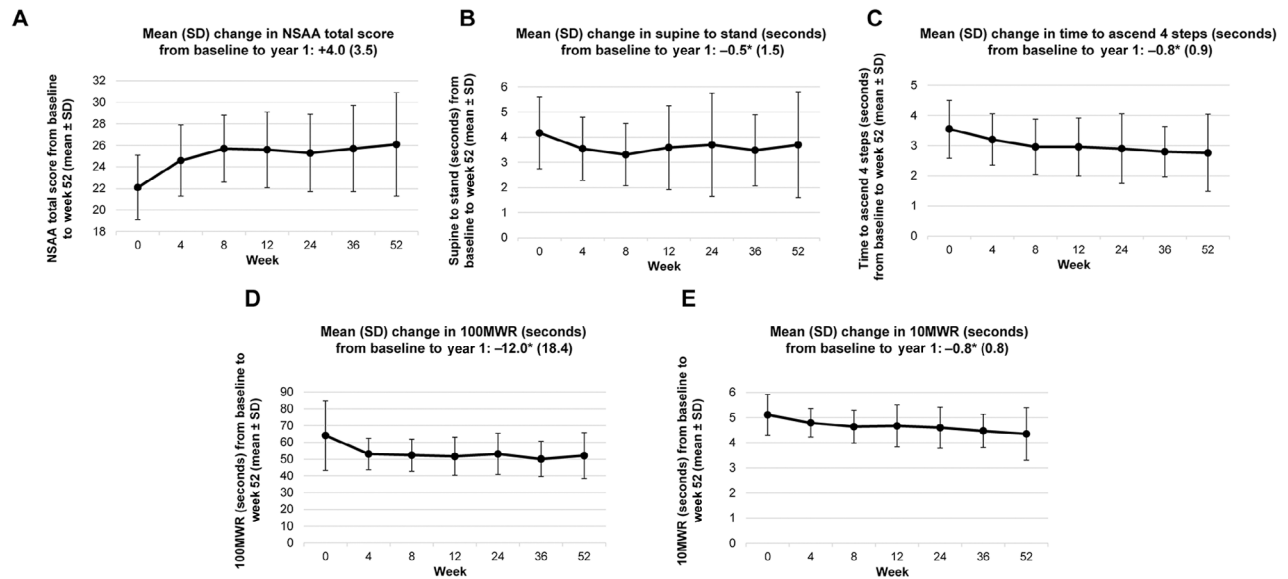 A
Mean (SD) change in NSAA total score
from baseline to year 1: +4.0 (3.5)
NSAA total score from baseline
to week 52 (mean ± SD)
32
30
28
26
24
22
20
18
0 4 8 12 24 36 52
Week
B
Mean (SD) change in supine to stand (seconds)
from baseline to year 1: –0.5* (1.5)
Supine to stand (seconds) from
baseline to week 52 (mean ± SD)
6
5
4
3
2
1
0
0 4 8 12 24 36 52
Week
C
Mean (SD) change in time to ascend 4 steps (seconds)
from baseline to year 1: –0.8* (0.9)
Time to ascend 4 steps (seconds)
from baseline to week 52 (mean ± SD)
5
4
3
2
1
0
0 4 8 12 24 36 52
Week
D
Mean (SD) change in 100MWR (seconds)
from baseline to year 1: –12.0* (18.4)
100MWR (seconds) from baseline to
week 52 (mean ± SD)
90
80
70
60
50
40
30
20
10
0
0 4 8 12 24 36 52
Week
E
Mean (SD) change in 10MWR (seconds)
from baseline to year 1: –0.8* (0.8)
10MWR (seconds) from baseline to
week 52 (mean ± SD)
6
5
4
3
2
1
0
0 4 8 12 24 36 52
Week